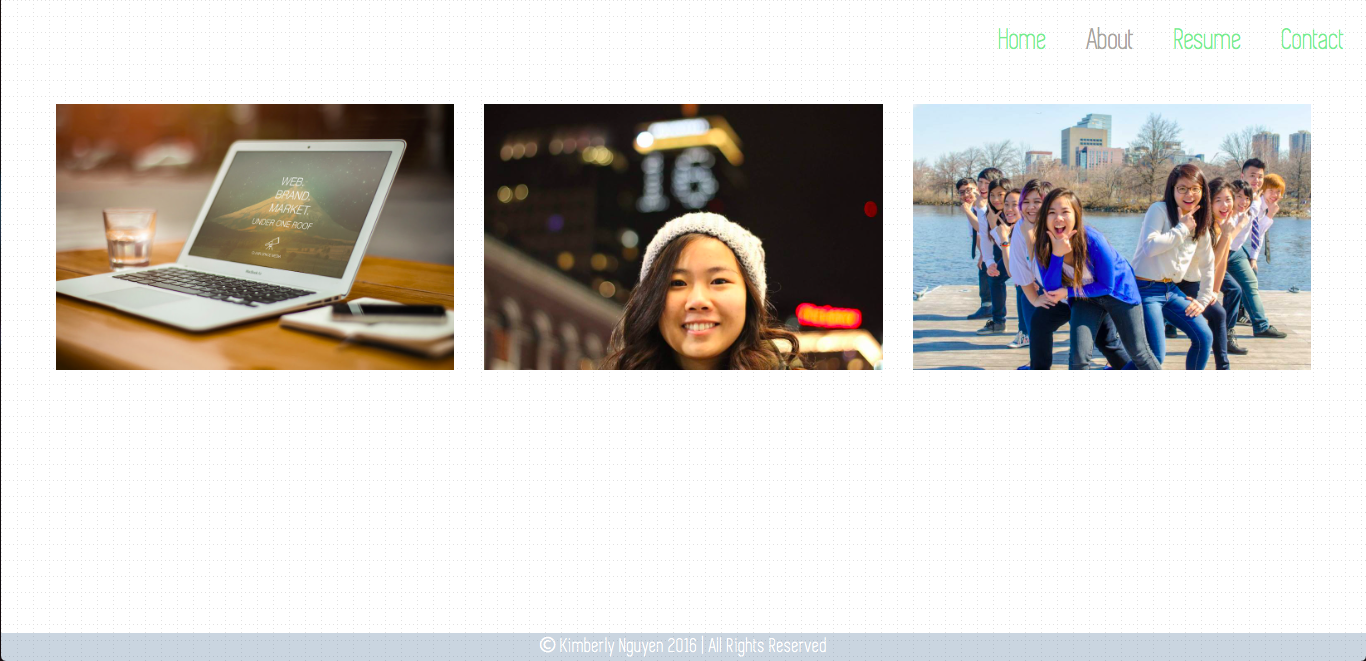 Home About Resume Contact
WEB.
BRAND.
MARKET.
UNDER ONE ROOF
16
© Kimberly Nguyen 2016 | All Rights Reserved